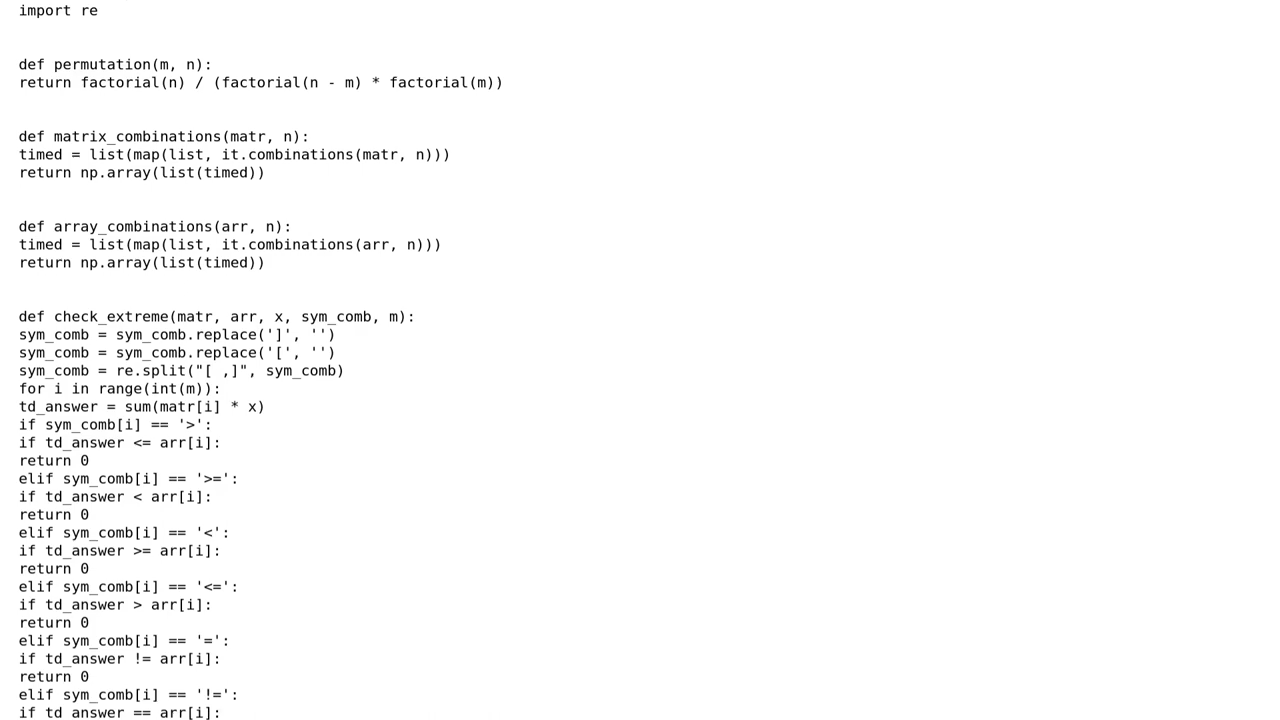 import re
def permutation(m, n):
return factorial(n) / (factorial(n - m) * factorial(m))
def matrix_combinations(matr, n):
timed = list(map(list, it.combinations(matr, n)))
return np.array(list(timed))
def array_combinations(arr, n):
timed = list(map(list, it.combinations(arr, n)))
return np.array(list(timed))
def check_extreme(matr, arr, x, sym_comb, m):
sym_comb = sym_comb.replace(']', '')
sym_comb = sym_comb.replace('[', '')
sym_comb = re.split("[ ,]", sym_comb)
for i in range(int(m)):
td_answer = sum(matr[i] * x)
if sym_comb[i] == '>':
if td_answer <= arr[i]:
return 0
elif sym_comb[i] == '>=':
if td_answer < arr[i]:
return 0
elif sym_comb[i] == '<':
if td_answer >= arr[i]:
return 0
elif sym_comb[i] == '<=':
if td_answer > arr[i]:
return 0
elif sym_comb[i] == '=':
if td_answer != arr[i]:
return 0
elif sym_comb[i] == '!=':
if td_answer == arr[i]: